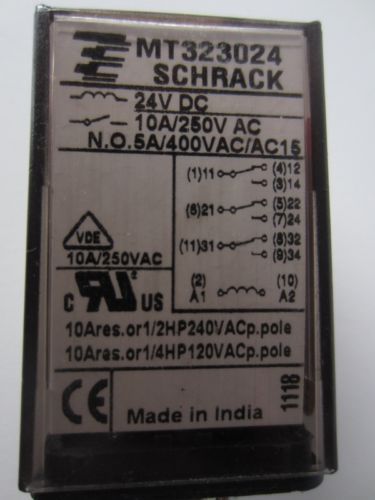 MT323024
SCHRACK
24V DC
10A/250V AC
N.O.5A/400VAC/AC15
(1)11 (4)12
(3)14
(6)21 (5)22
(7)24
(11)31 (8)32
(9)34
(2) (10)
A1 A2
VDE
10A/250VAC
C RU US
10Ares.or1/2HP240VACp.pole
10Ares.or1/4HP120VACp.pole
CE Made in India
1118